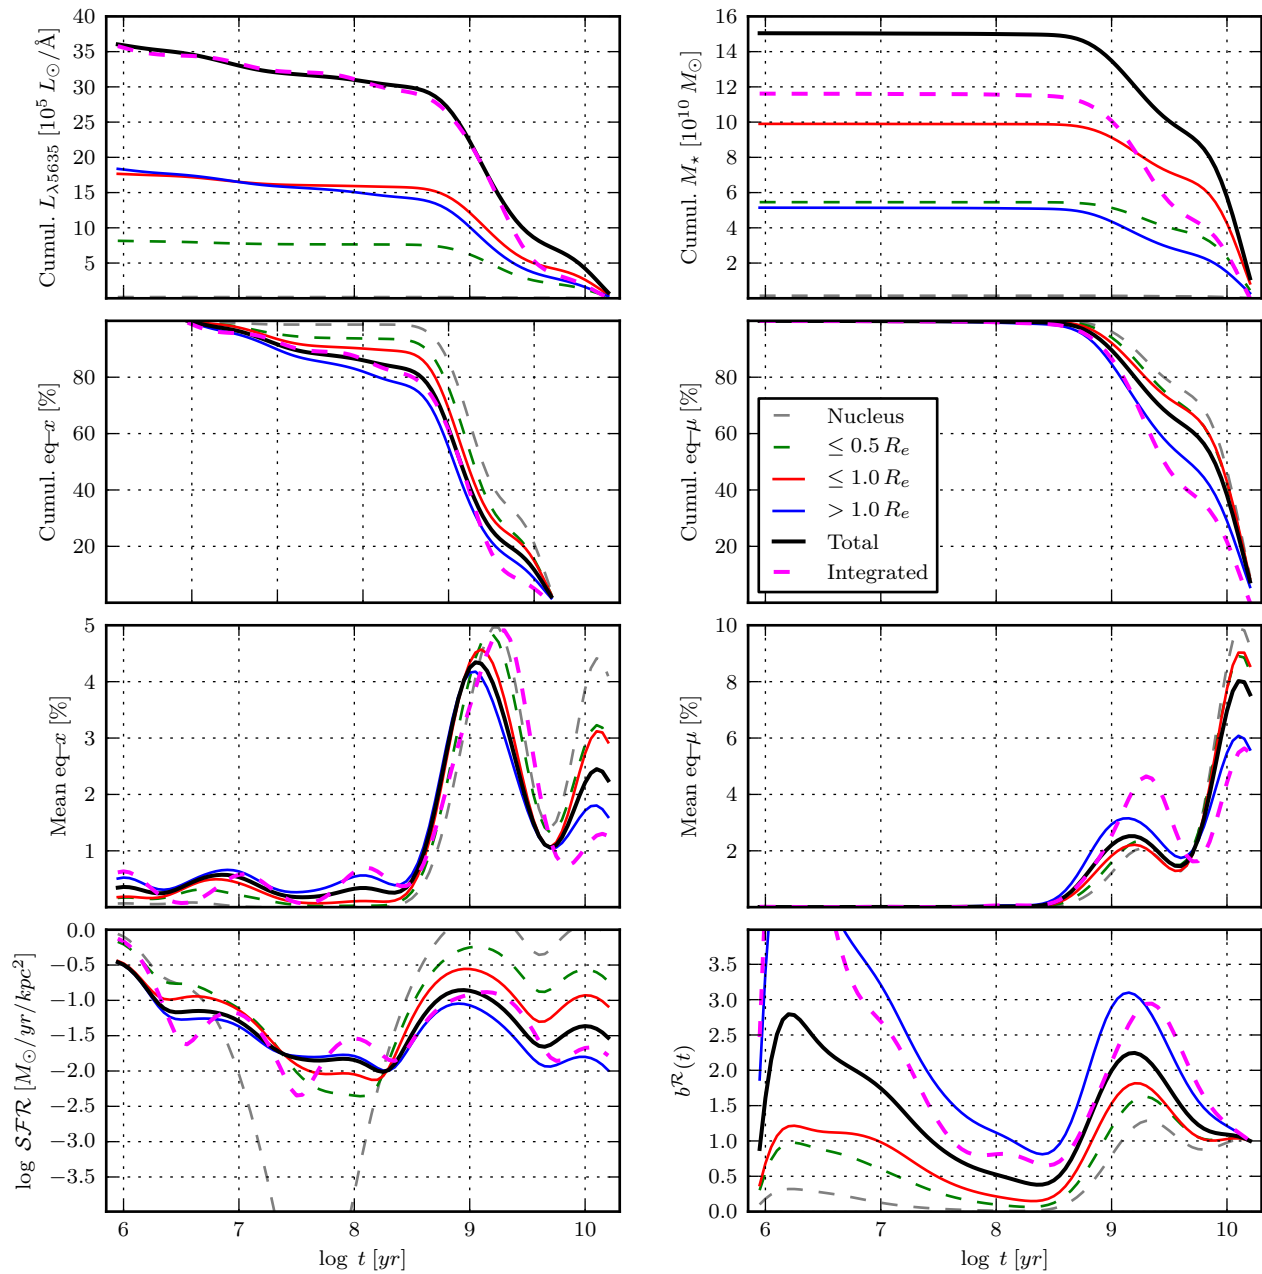 40
35
30
25
20
15
10
5
Cumul. L_λ5635 [10^5 L_⊙/Å]
16
14
12
10
8
6
4
2
Cumul. M_⋆ [10^10 M_⊙]
80
60
40
20
Cumul. eq–x [%]
80
60
40
20
Cumul. eq–μ [%]
Nucleus
≤ 0.5 R_e
≤ 1.0 R_e
> 1.0 R_e
Total
Integrated
5
4
3
2
1
Mean eq–x [%]
10
8
6
4
2
Mean eq–μ [%]
0.0
−0.5
−1.0
−1.5
−2.0
−2.5
−3.0
−3.5
log SFR [M_⊙/yr/kpc^2]
6 7 8 9 10
log t [yr]
3.5
3.0
2.5
2.0
1.5
1.0
0.5
0.0
b^R(t)
6 7 8 9 10
log t [yr]